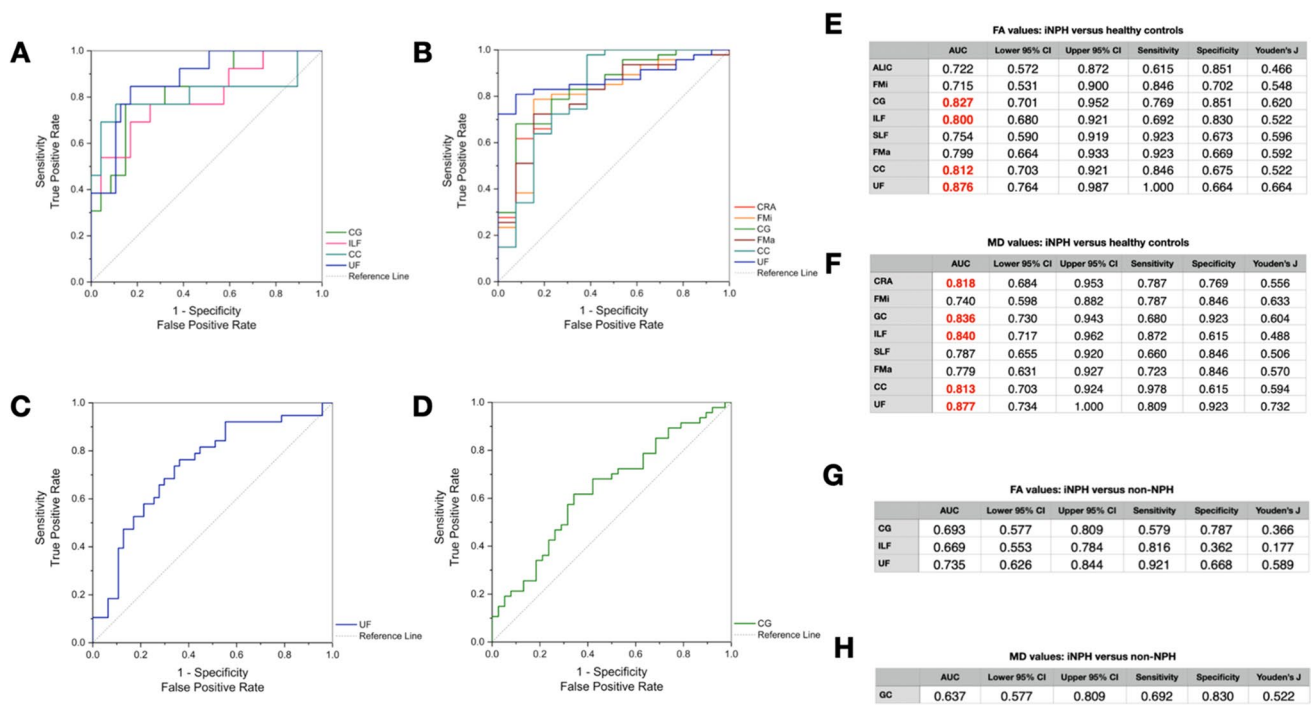 A
1.0
0.8
0.6
0.4
0.2
0.0
Sensitivity
True Positive Rate
0.0 0.2 0.4 0.6 0.8 1.0
1 - Specificity
False Positive Rate
CG
ILF
CC
UF
Reference Line
B
1.0
0.8
0.6
0.4
0.2
0.0
Sensitivity
True Positive Rate
0.0 0.2 0.4 0.6 0.8 1.0
1 - Specificity
False Positive Rate
CRA
FMi
CG
FMa
CC
UF
Reference Line
C
1.0
0.8
0.6
0.4
0.2
0.0
Sensitivity
True Positive Rate
0.0 0.2 0.4 0.6 0.8 1.0
1 - Specificity
False Positive Rate
UF
Reference Line
D
1.0
0.8
0.6
0.4
0.2
0.0
Sensitivity
True Positive Rate
0.0 0.2 0.4 0.6 0.8 1.0
1 - Specificity
False Positive Rate
CG
Reference Line
E
FA values: iNPH versus healthy controls
AUC Lower 95% CI Upper 95% CI Sensitivity Specificity Youden's J
ALIC 0.722 0.572 0.872 0.615 0.851 0.466
FMi 0.715 0.531 0.900 0.846 0.702 0.548
CG 0.827 0.701 0.952 0.769 0.851 0.620
ILF 0.800 0.680 0.921 0.692 0.830 0.522
SLF 0.754 0.590 0.919 0.923 0.673 0.596
FMa 0.799 0.664 0.933 0.923 0.669 0.592
CC 0.812 0.703 0.921 0.846 0.675 0.522
UF 0.876 0.764 0.987 1.000 0.664 0.664
F
MD values: iNPH versus healthy controls
AUC Lower 95% CI Upper 95% CI Sensitivity Specificity Youden's J
CRA 0.818 0.684 0.953 0.787 0.769 0.556
FMi 0.740 0.598 0.882 0.787 0.846 0.633
GC 0.836 0.730 0.943 0.680 0.923 0.604
ILF 0.840 0.717 0.962 0.872 0.615 0.488
SLF 0.787 0.655 0.920 0.660 0.846 0.506
FMa 0.779 0.631 0.927 0.723 0.846 0.570
CC 0.813 0.703 0.924 0.978 0.615 0.594
UF 0.877 0.734 1.000 0.809 0.923 0.732
G
FA values: iNPH versus non-NPH
AUC Lower 95% CI Upper 95% CI Sensitivity Specificity Youden's J
CG 0.693 0.577 0.809 0.579 0.787 0.366
ILF 0.669 0.553 0.784 0.816 0.362 0.177
UF 0.735 0.626 0.844 0.921 0.668 0.589
H
MD values: iNPH versus non-NPH
AUC Lower 95% CI Upper 95% CI Sensitivity Specificity Youden's J
GC 0.637 0.577 0.809 0.692 0.830 0.522